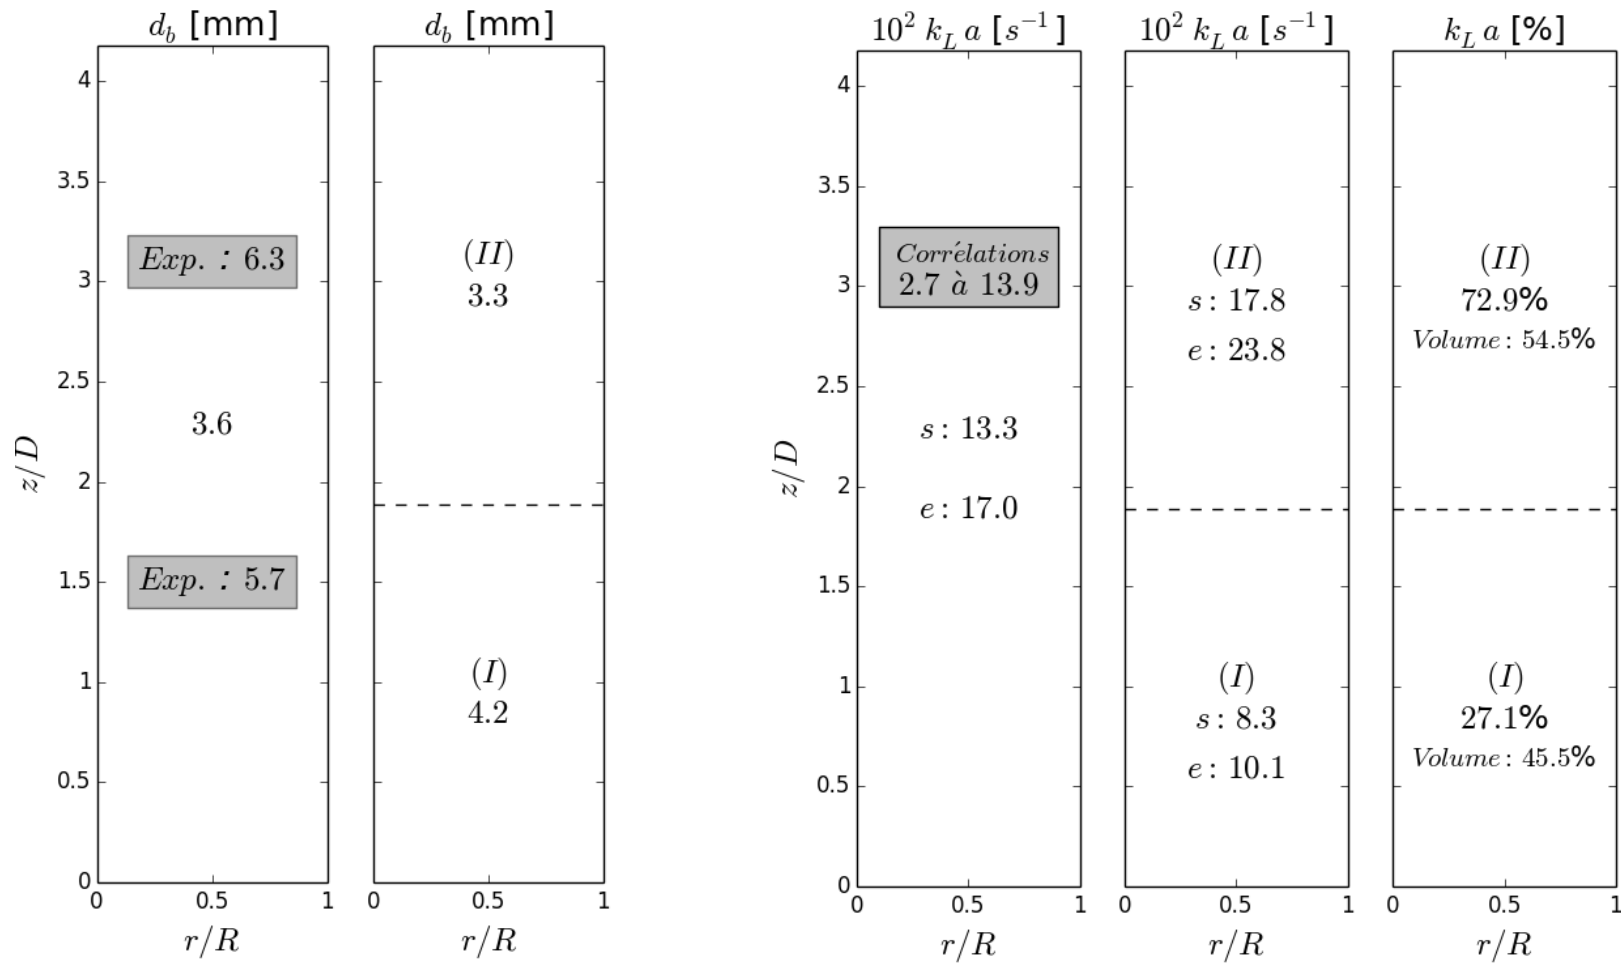 d_b [mm]
4
3.5
3
2.5
2
1.5
1
0.5
0
z/D
Exp. : 6.3
3.6
Exp. : 5.7
0 0.5 1
r/R
d_b [mm]
(II)
3.3
(I)
4.2
0 0.5 1
r/R
10² k_L a [s⁻¹]
4
3.5
3
2.5
2
1.5
1
0.5
0
z/D
Corrélations
2.7 à 13.9
s : 13.3
e : 17.0
0 0.5 1
r/R
10² k_L a [s⁻¹]
(II)
s : 17.8
e : 23.8
(I)
s : 8.3
e : 10.1
0 0.5 1
r/R
k_L a [%]
(II)
72.9%
Volume : 54.5%
(I)
27.1%
Volume : 45.5%
0 0.5 1
r/R